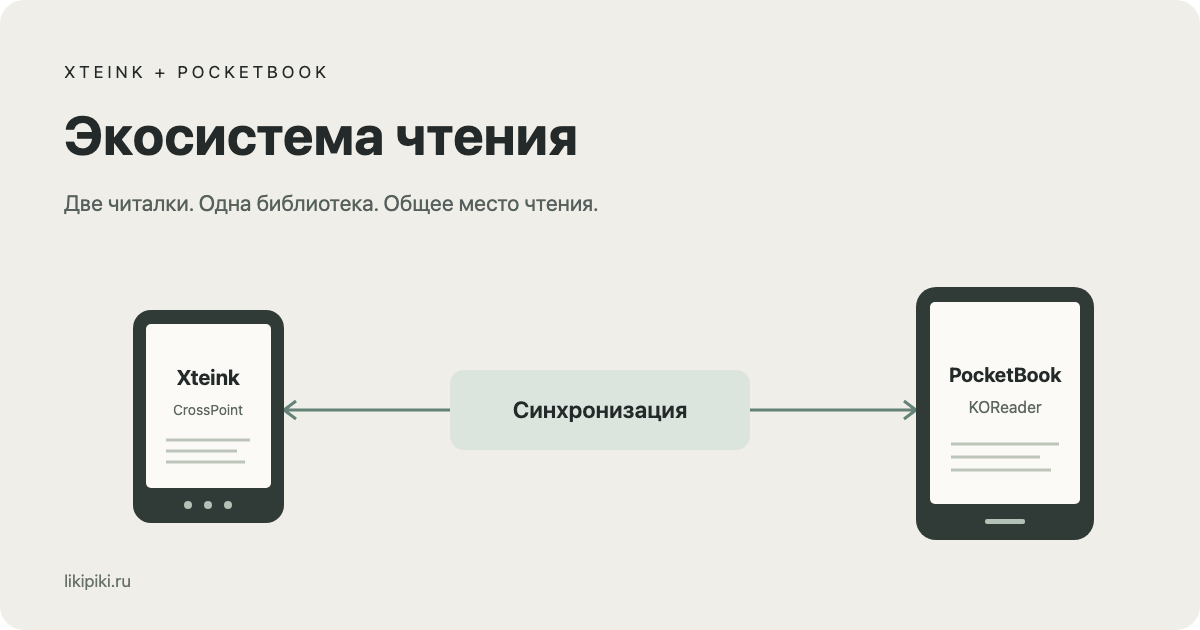 XTEINK + POCKETBOOK
Экосистема чтения
Две читалки. Одна библиотека. Общее место чтения.
Xteink
CrossPoint
Синхронизация
PocketBook
KOReader
likipiki.ru